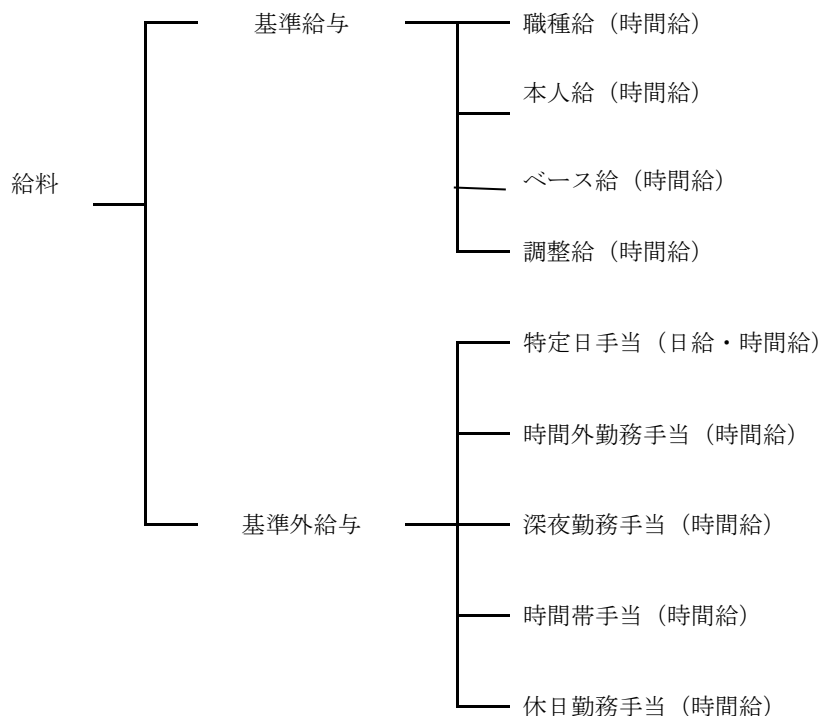 基準給与
職種給（時間給）
本人給（時間給）
給料
ベース給（時間給）
調整給（時間給）
特定日手当（日給・時間給）
時間外勤務手当（時間給）
基準外給与
深夜勤務手当（時間給）
時間帯手当（時間給）
休日勤務手当（時間給）